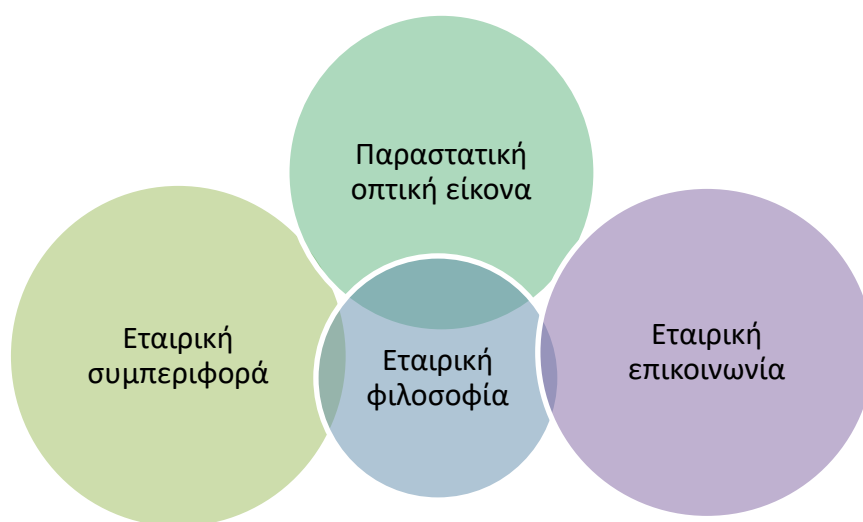 Παραστατική
οπτική είκονα
Εταιρική
συμπεριφορά
Εταιρική
φιλοσοφία
Εταιρική
επικοινωνία